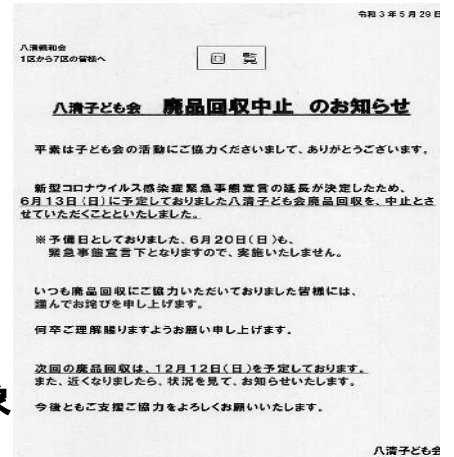 令和3年5月29日
八清親和会
1区から7区の皆様へ
回 覧
八清子ども会 廃品回収中止 のお知らせ
平素は子ども会の活動にご協力くださいまして、ありがとうございます。
新型コロナウイルス感染症緊急事態宣言の延長が決定したため、
6月13日(日)に予定しておりました八清子ども会廃品回収を、中止とさ
せていただくことといたしました。
※予備日としておりました、6月20日(日)も、
緊急事態宣言下となりますので、実施いたしません。
いつも廃品回収にご協力いただいておりました皆様には、
謹んでお詫びを申し上げます。
何卒ご理解賜りますようお願い申し上げます。
次回の廃品回収は、12月12日(日)を予定しております。
また、近くなりましたら、状況を見て、お知らせいたします。
今後ともご支援ご協力をよろしくお願いいたします。
八清子ども会